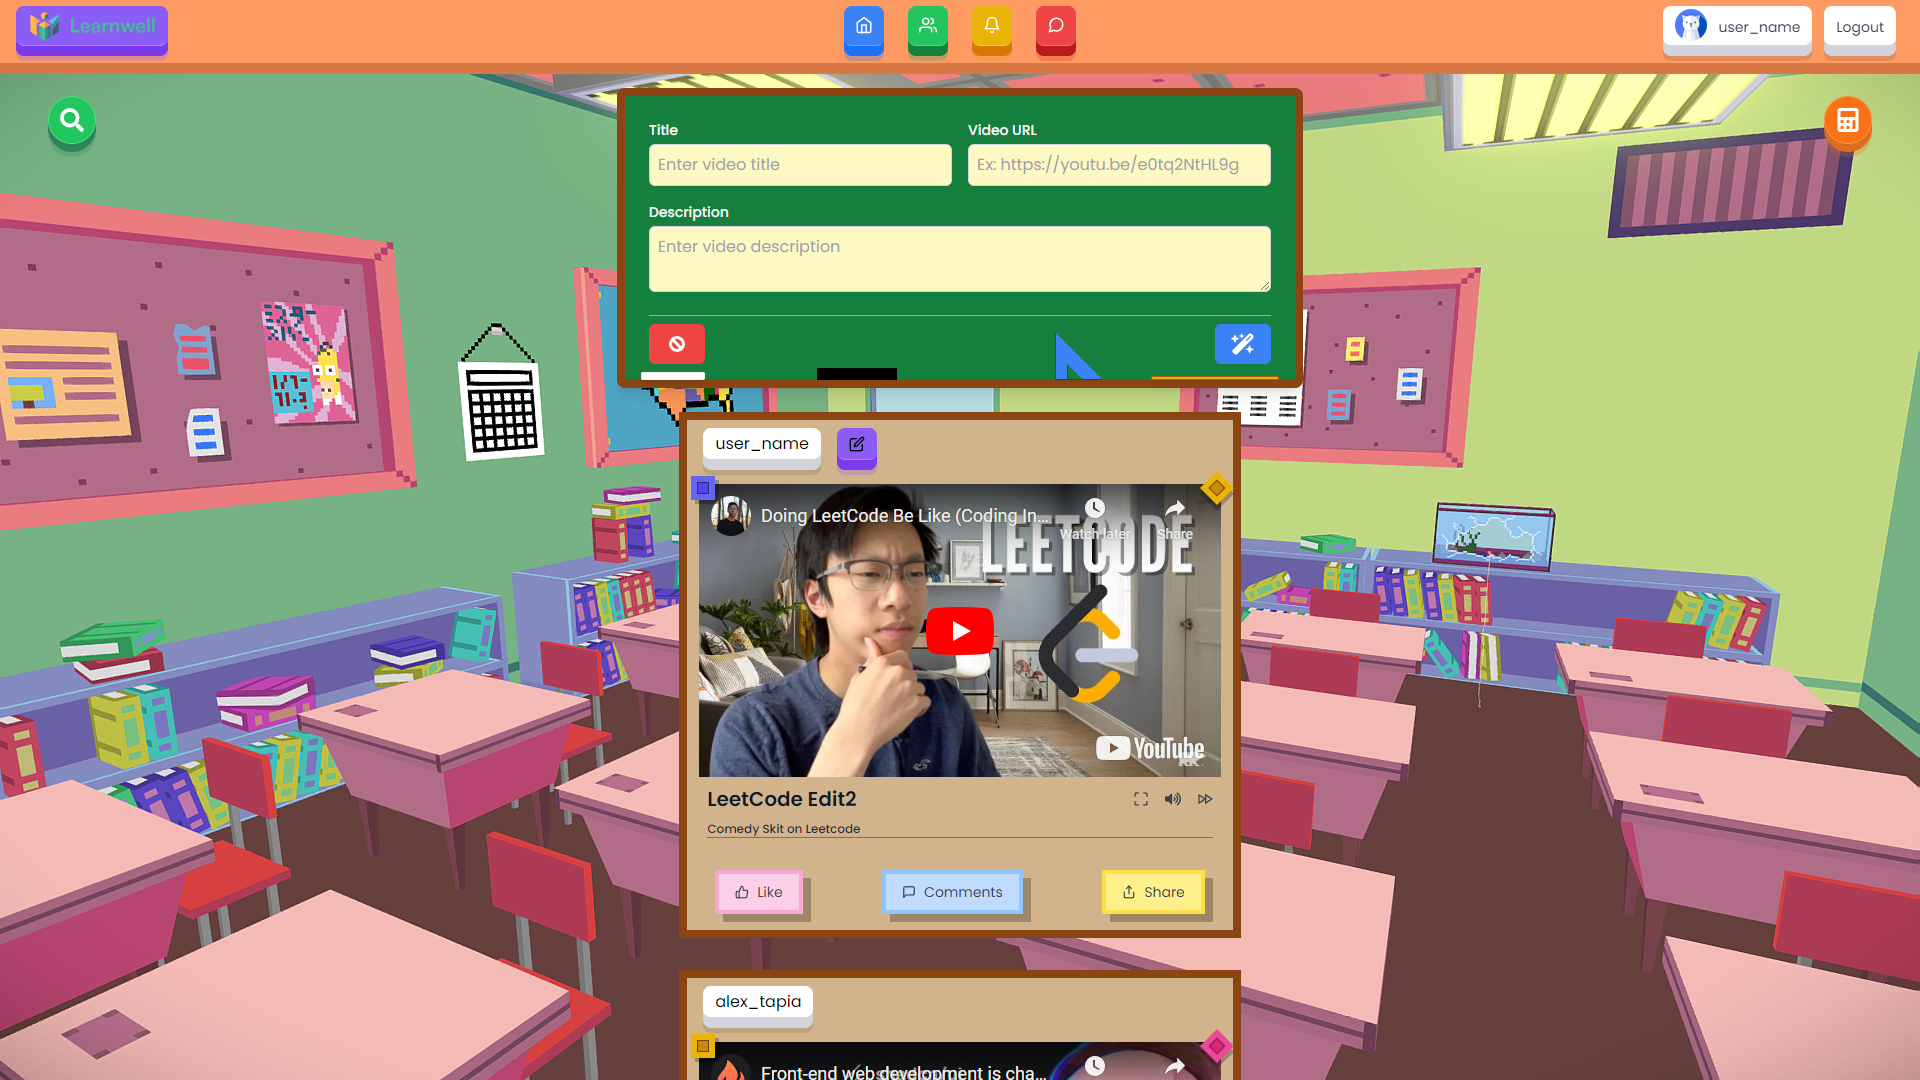 Learnwell
user_name
Logout
Title
Video URL
Enter video title
Ex: https://youtu.be/e0tq2NtHL9g
Description
Enter video description
user_name
Doing LeetCode Be Like (Coding In...
Watch later
Share
LEETCODE
YouTube
LeetCode Edit2
Comedy Skit on Leetcode
Like
Comments
Share
alex_tapia
Front-end web development is cha...